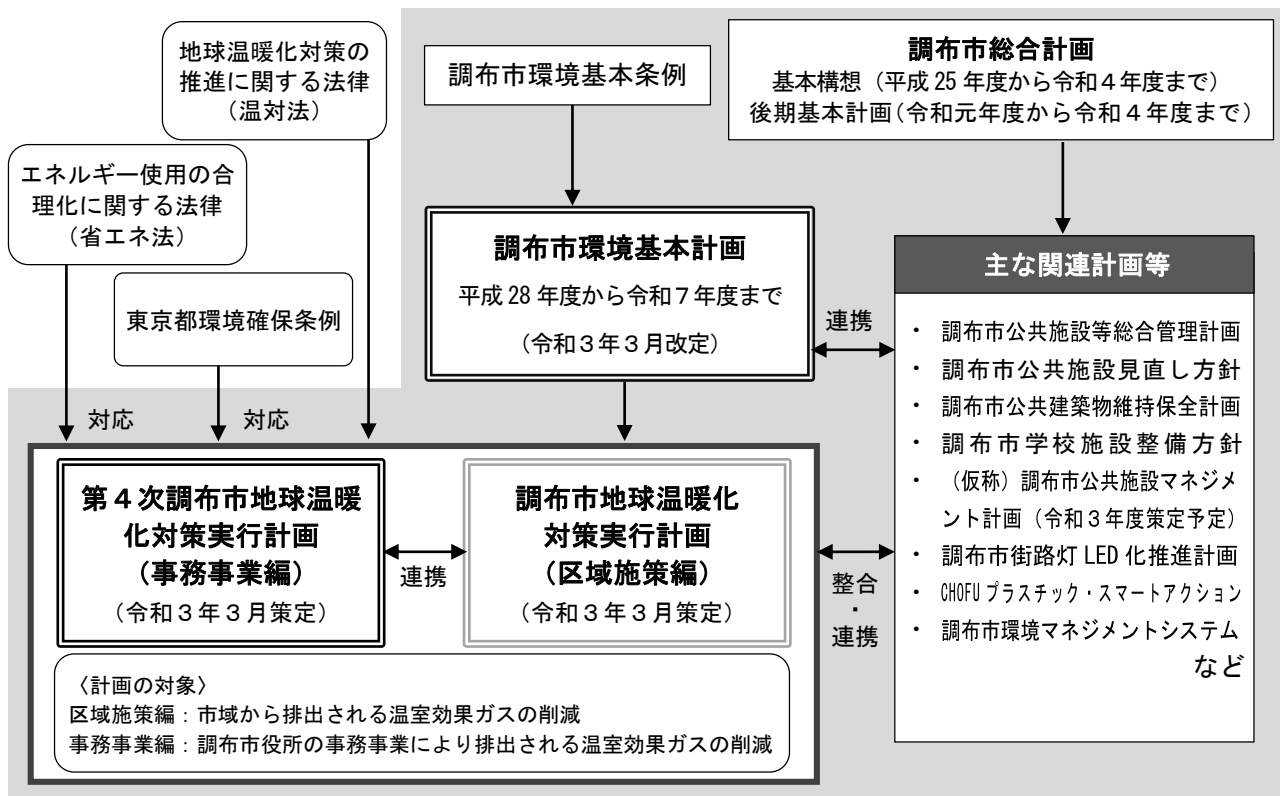 地球温暖化対策の
推進に関する法律
（温対法）
エネルギー使用の合
理化に関する法律
（省エネ法）
東京都環境確保条例
調布市環境基本条例
調布市総合計画
基本構想（平成25年度から令和４年度まで）
後期基本計画（令和元年度から令和４年度まで）
調布市環境基本計画
平成28年度から令和７年度まで
（令和３年３月改定）
連携
主な関連計画等
・ 調布市公共施設等総合管理計画
・ 調布市公共施設見直し方針
・ 調布市公共建築物維持保全計画
・ 調布市学校施設整備方針
・ （仮称）調布市公共施設マネジメ
ント計画（令和３年度策定予定）
・ 調布市街路灯LED化推進計画
・ CHOFUプラスチック・スマートアクション
・ 調布市環境マネジメントシステム
など
対応
対応
第４次調布市地球温暖
化対策実行計画
（事務事業編）
（令和３年３月策定）
連携
調布市地球温暖化
対策実行計画
（区域施策編）
（令和３年３月策定）
整合
・
連携
〈計画の対象〉
区域施策編：市域から排出される温室効果ガスの削減
事務事業編：調布市役所の事務事業により排出される温室効果ガスの削減